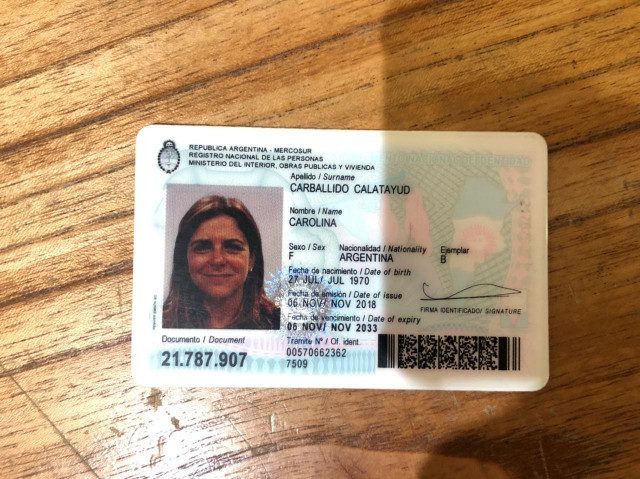 REPUBLICA ARGENTINA - MERCOSUR
REGISTRO NACIONAL DE LAS PERSONAS
MINISTERIO DEL INTERIOR, OBRAS PUBLICAS Y VIVIENDA
Apellido / Surname
CARBALLIDO CALATAYUD
Nombre / Name
CAROLINA
Sexo / Sex Nacionalidad / Nationality Ejemplar
F ARGENTINA B
Fecha de nacimiento / Date of birth
27 JUL/ JUL 1970
Fecha de emisión / Date of issue
06 NOV/ NOV 2018
Fecha de vencimiento / Date of expiry
06 NOV/ NOV 2033
FIRMA IDENTIFICADO/ SIGNATURE
Documento / Document Tramite N° / Of. ident.
21.787.907 00570662362
7509